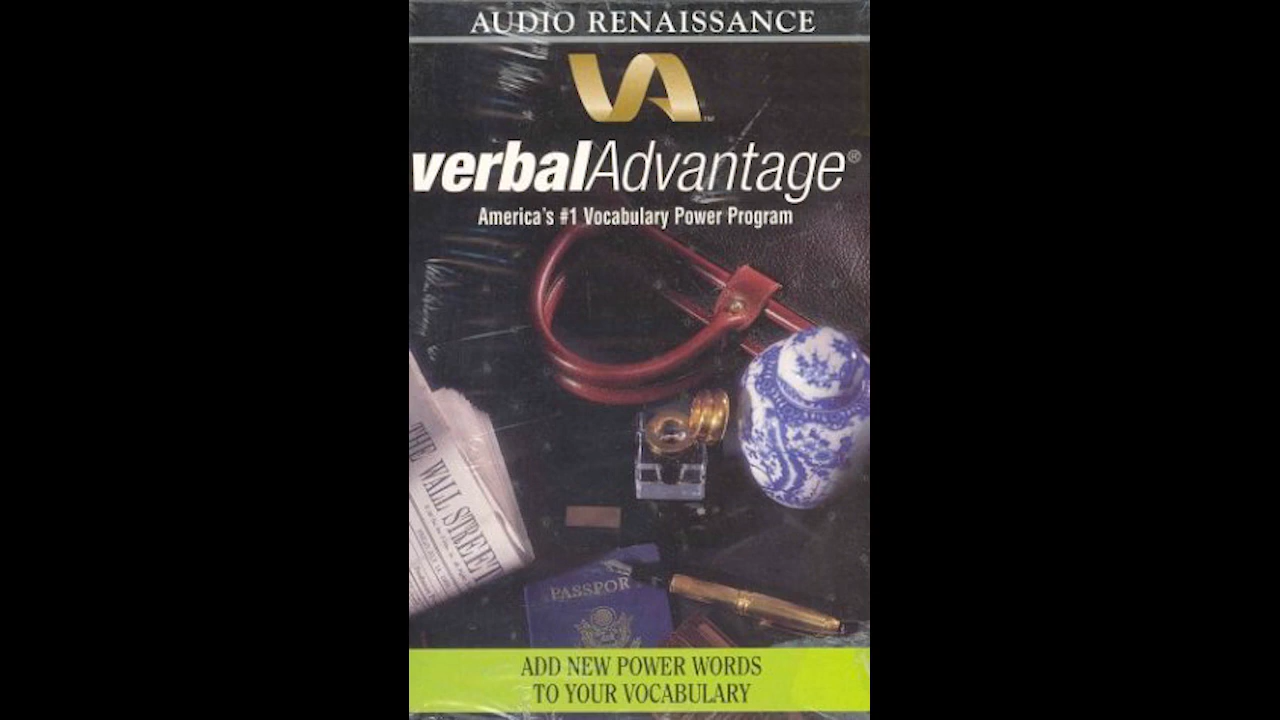 AUDIO RENAISSANCE
VA™
verbalAdvantage®
America's #1 Vocabulary Power Program
THE WALL STREET
PASSPOR
ADD NEW POWER WORDS
TO YOUR VOCABULARY